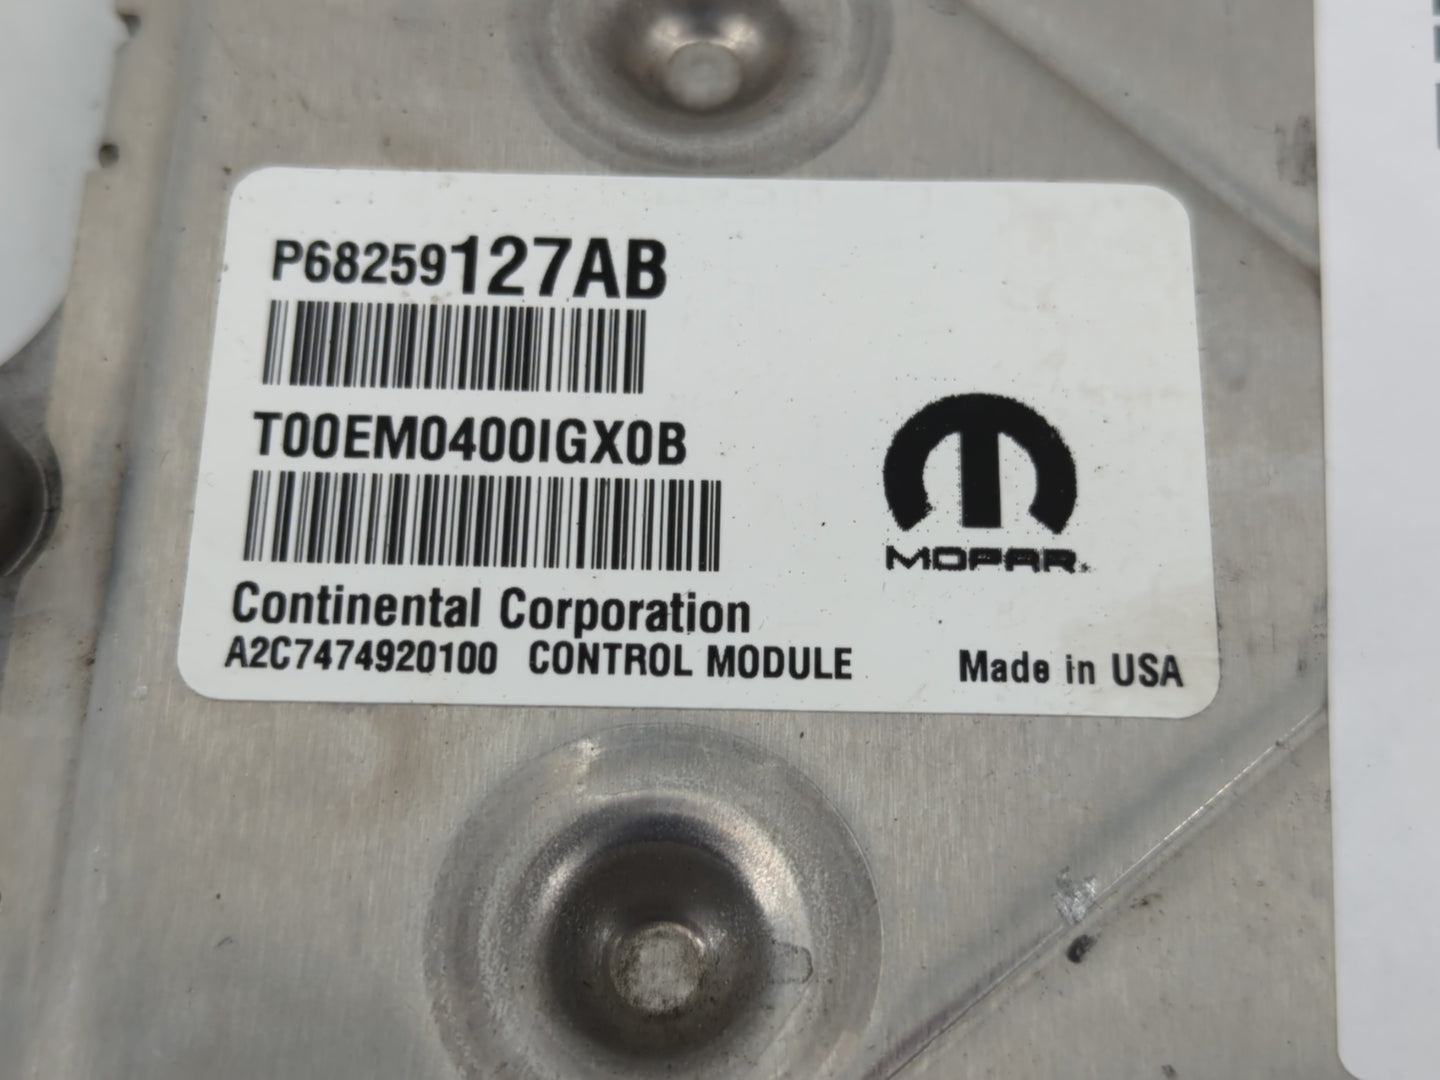 P68259127AB
T00EM0400IGX0B
MOPAR
Continental Corporation
A2C7474920100 CONTROL MODULE
Made in USA